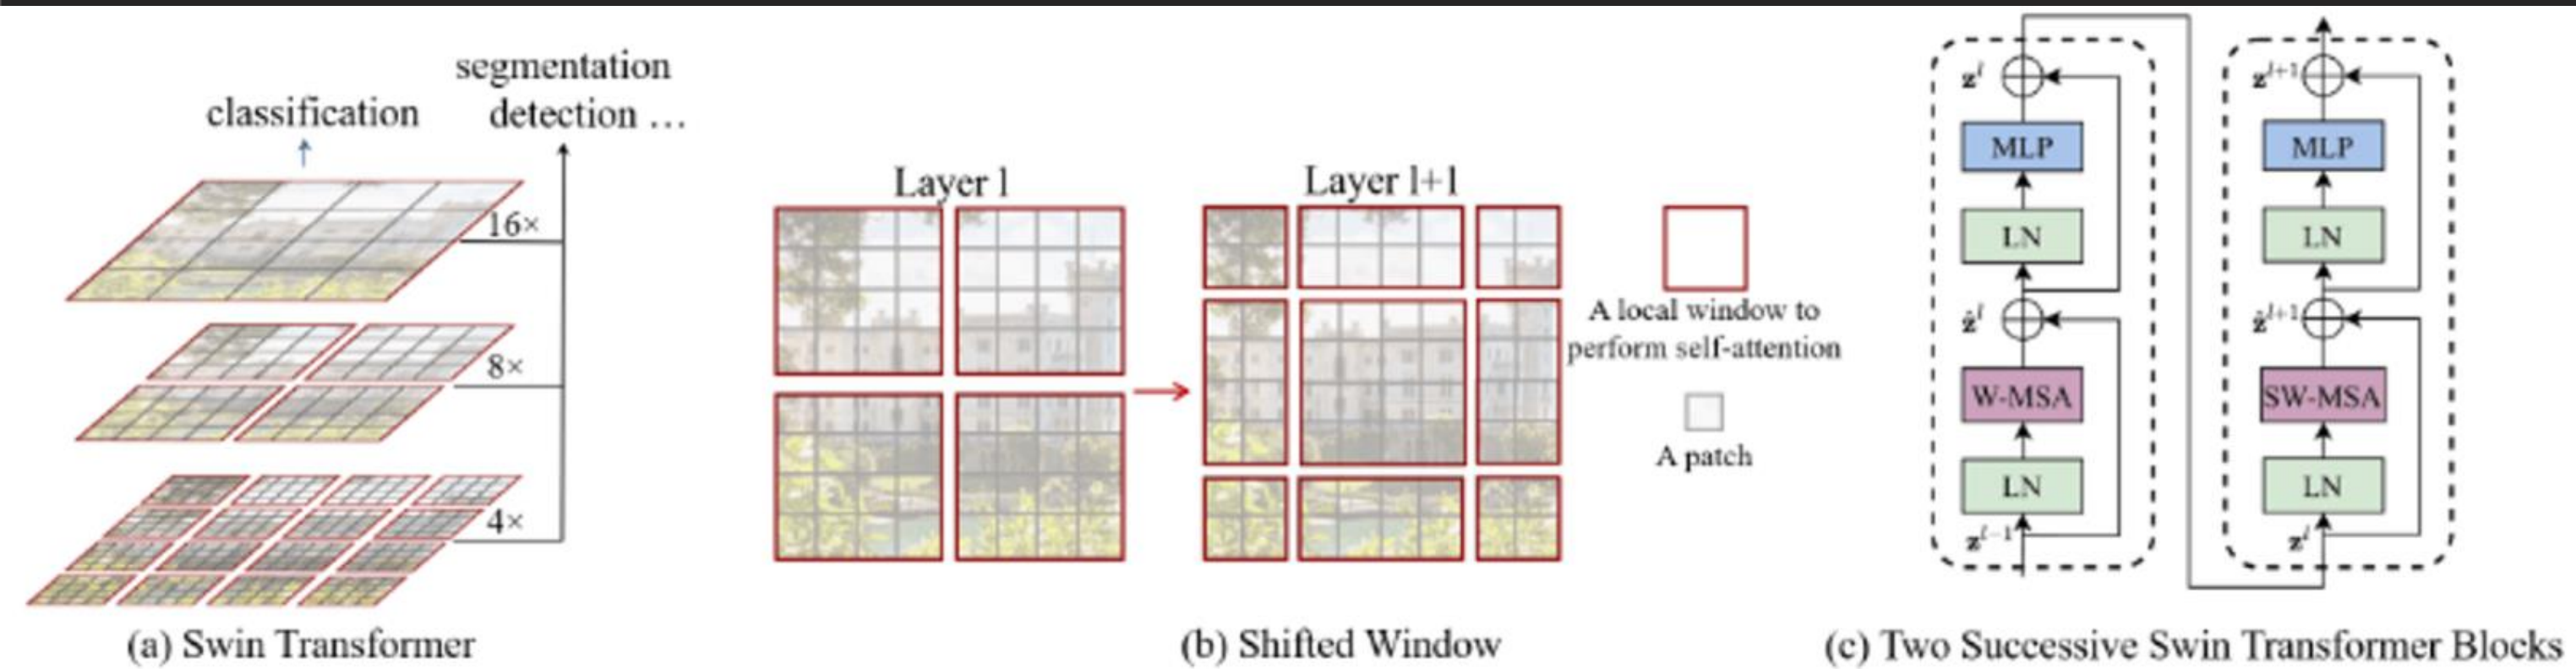 segmentation
classification
detection ...
16×
8×
4×
(a) Swin Transformer
Layer l
Layer l+1
A local window to
perform self-attention
A patch
(b) Shifted Window
z^l
MLP
LN
ẑ^l
W-MSA
LN
z^{l-1}
z^{l+1}
MLP
LN
ẑ^{l+1}
SW-MSA
LN
z^l
(c) Two Successive Swin Transformer Blocks